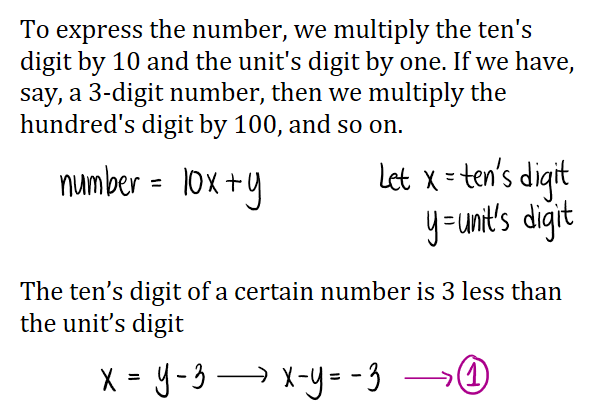 To express the number, we multiply the ten's
digit by 10 and the unit's digit by one. If we have,
say, a 3-digit number, then we multiply the
hundred's digit by 100, and so on.
number = 10x + y
Let x = ten's digit
y = unit's digit
The ten’s digit of a certain number is 3 less than
the unit’s digit
x = y - 3 ⟶ x - y = -3 ⟶ ①